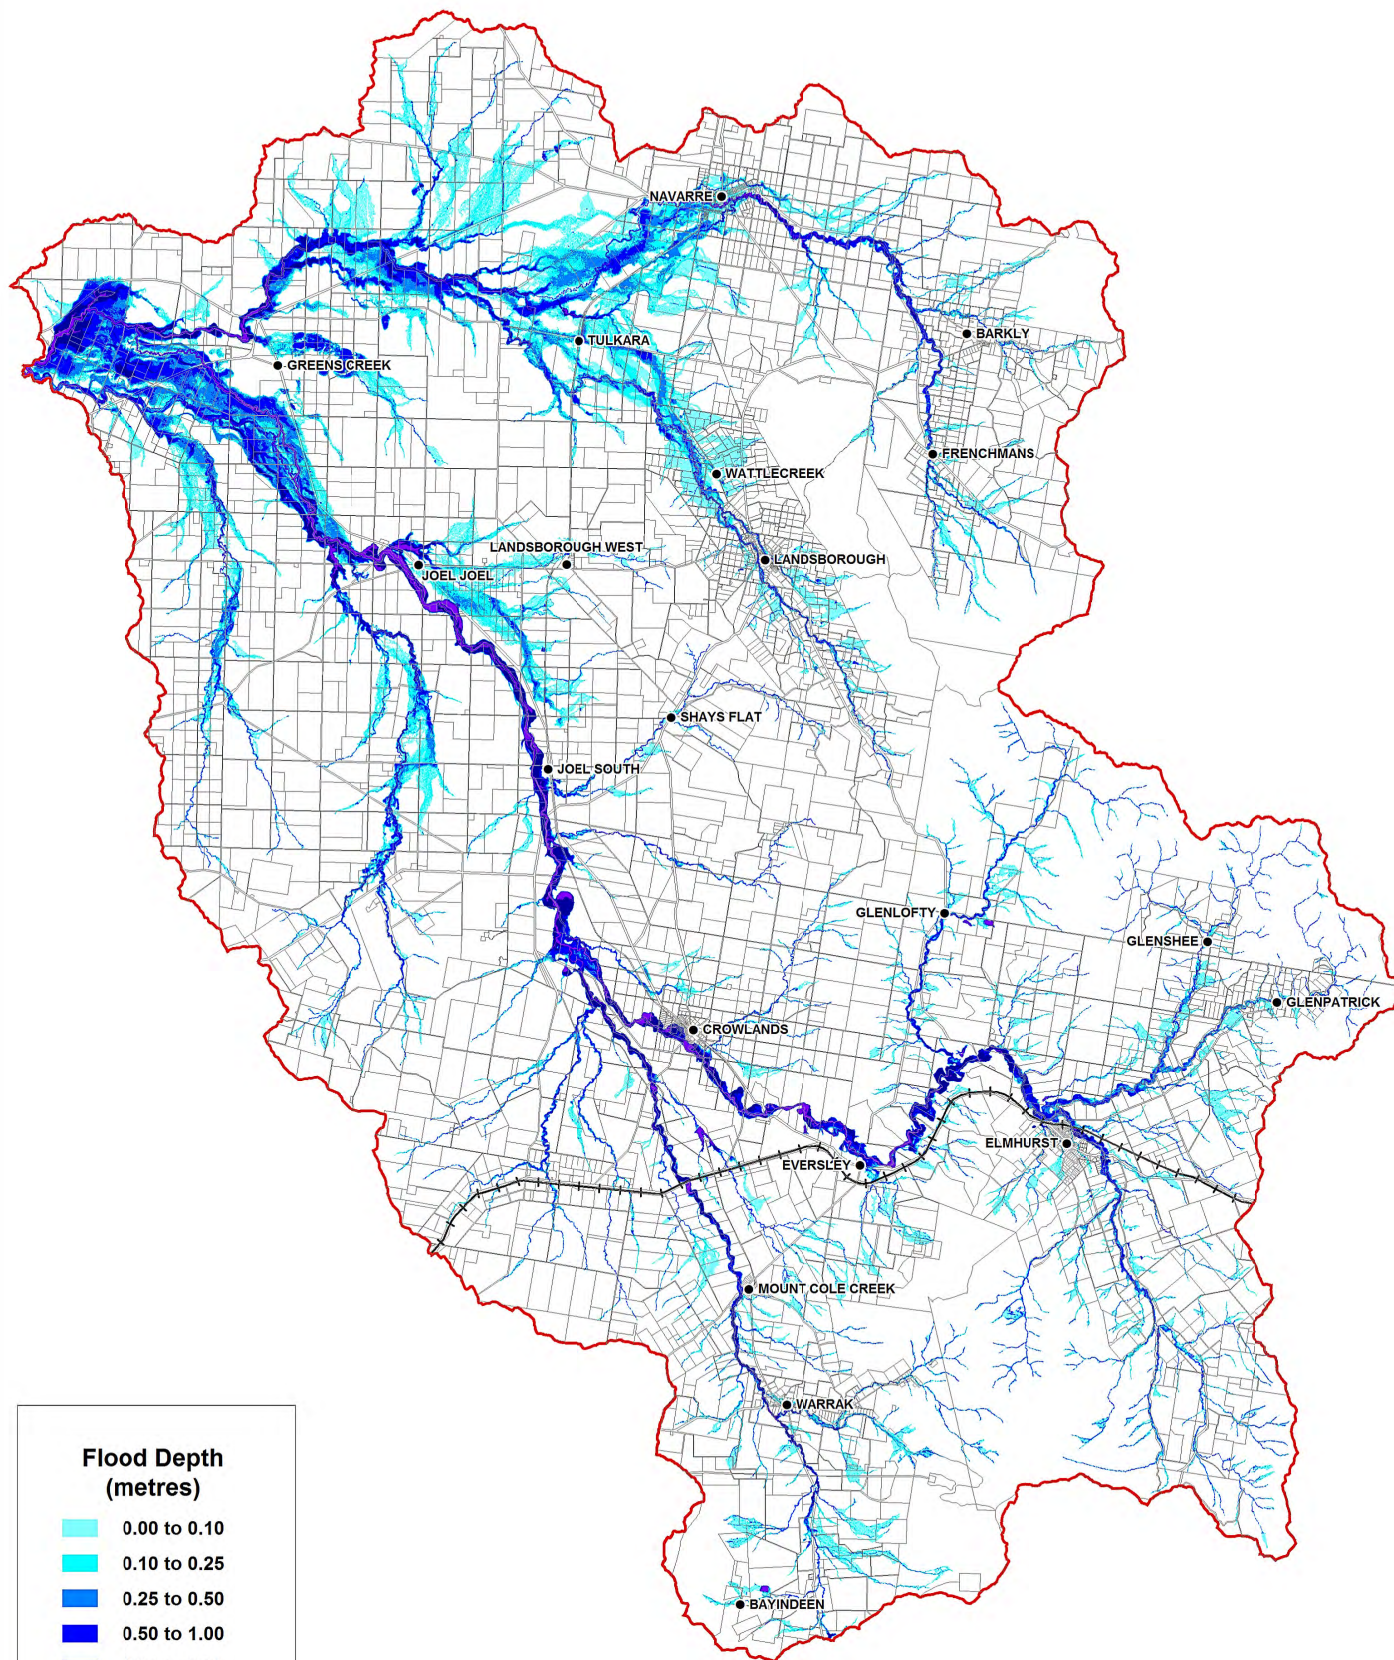 NAVARRE
BARKLY
TULKARA
GREENS CREEK
FRENCHMANS
WATTLECREEK
LANDSBOROUGH WEST
LANDSBOROUGH
JOEL JOEL
SHAYS FLAT
JOEL SOUTH
GLENLOFTY
GLENSHEE
GLENPATRICK
CROWLANDS
ELMHURST
EVERSLEY
MOUNT COLE CREEK
WARRAK
BAYINDEEN
Flood Depth
(metres)
0.00 to 0.10
0.10 to 0.25
0.25 to 0.50
0.50 to 1.00